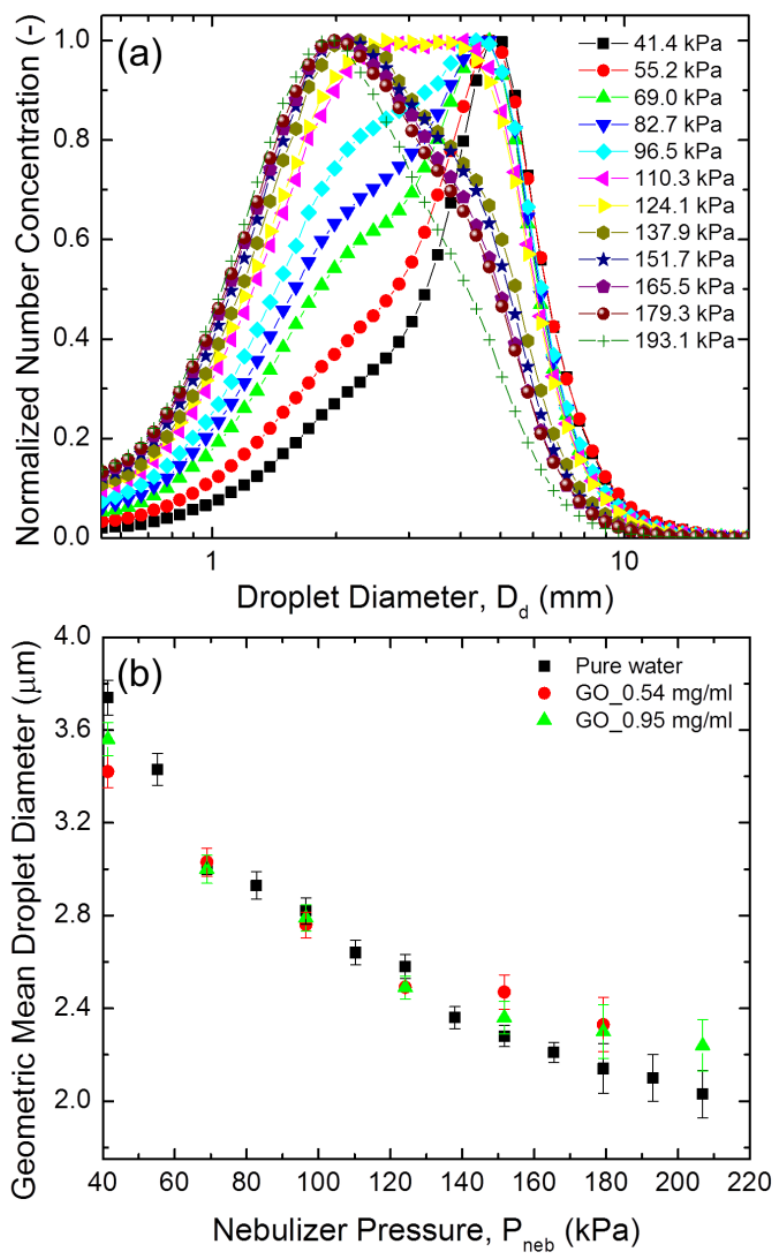 (a)
Normalized Number Concentration (-)
1.0
0.8
0.6
0.4
0.2
0.0
41.4 kPa
55.2 kPa
69.0 kPa
82.7 kPa
96.5 kPa
110.3 kPa
124.1 kPa
137.9 kPa
151.7 kPa
165.5 kPa
179.3 kPa
193.1 kPa
1 10
Droplet Diameter, D_d (mm)
(b)
Geometric Mean Droplet Diameter (μm)
4.0
3.6
3.2
2.8
2.4
2.0
Pure water
GO_0.54 mg/ml
GO_0.95 mg/ml
40 60 80 100 120 140 160 180 200 220
Nebulizer Pressure, P_neb (kPa)